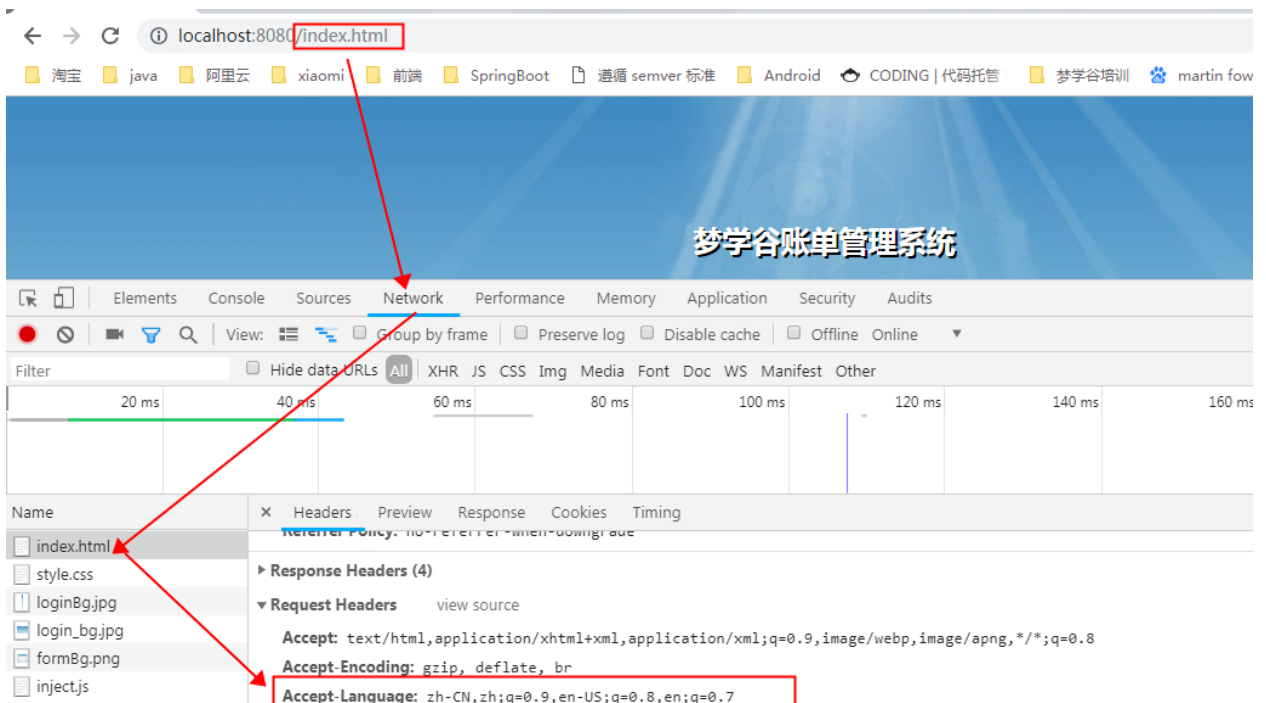 localhost:8080/index.html
淘宝 java 阿里云 xiaomi 前端 SpringBoot 遵循 semver 标准 Android CODING | 代码托管 梦学谷培训 martin fow
梦学谷账单管理系统
Elements Console Sources Network Performance Memory Application Security Audits
View: Group by frame Preserve log Disable cache Offline Online
Filter Hide data URLs All XHR JS CSS Img Media Font Doc WS Manifest Other
20 ms 40 ms 60 ms 80 ms 100 ms 120 ms 140 ms 160 ms
Name × Headers Preview Response Cookies Timing
Referrer Policy: no-referrer-when-downgrade
index.html
style.css
Response Headers (4)
loginBg.jpg
Request Headers view source
login_bg.jpg
Accept: text/html,application/xhtml+xml,application/xml;q=0.9,image/webp,image/apng,*/*;q=0.8
formBg.png
Accept-Encoding: gzip, deflate, br
inject.js
Accept-Language: zh-CN,zh;q=0.9,en-US;q=0.8,en;q=0.7